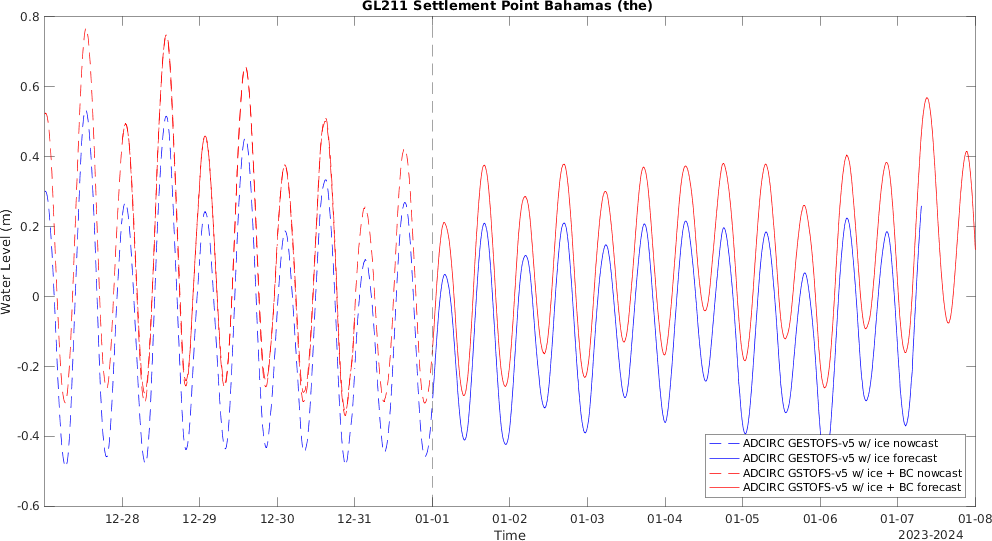 GL211 Settlement Point Bahamas (the)
0.8
0.6
0.4
0.2
0
-0.2
-0.4
-0.6
Water Level (m)
ADCIRC GESTOFS-v5 w/ ice nowcast
ADCIRC GESTOFS-v5 w/ ice forecast
ADCIRC GSTOFS-v5 w/ ice + BC nowcast
ADCIRC GSTOFS-v5 w/ ice + BC forecast
12-28 12-29 12-30 12-31 01-01 01-02 01-03 01-04 01-05 01-06 01-07 01-08
Time
2023-2024